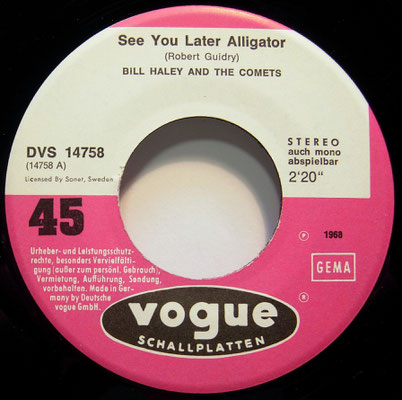 See You Later Alligator
(Robert Guidry)
BILL HALEY AND THE COMETS
DVS 14758
(14758 A)
Licensed By Soner, Sweden
STEREO
auch mono
abspielbar
2'20"
45
Urheber- und Leistungsschutz-
rechte, besonders Vervielfälti-
gung (außer zum persönl. Gebrauch),
Vermietung, Aufführung, Sendung,
vorbehalten. Made in Ger-
many by Deutsche
vogue GmbH.
℗ 1968
GEMA
®
vogue
SCHALLPLATTEN